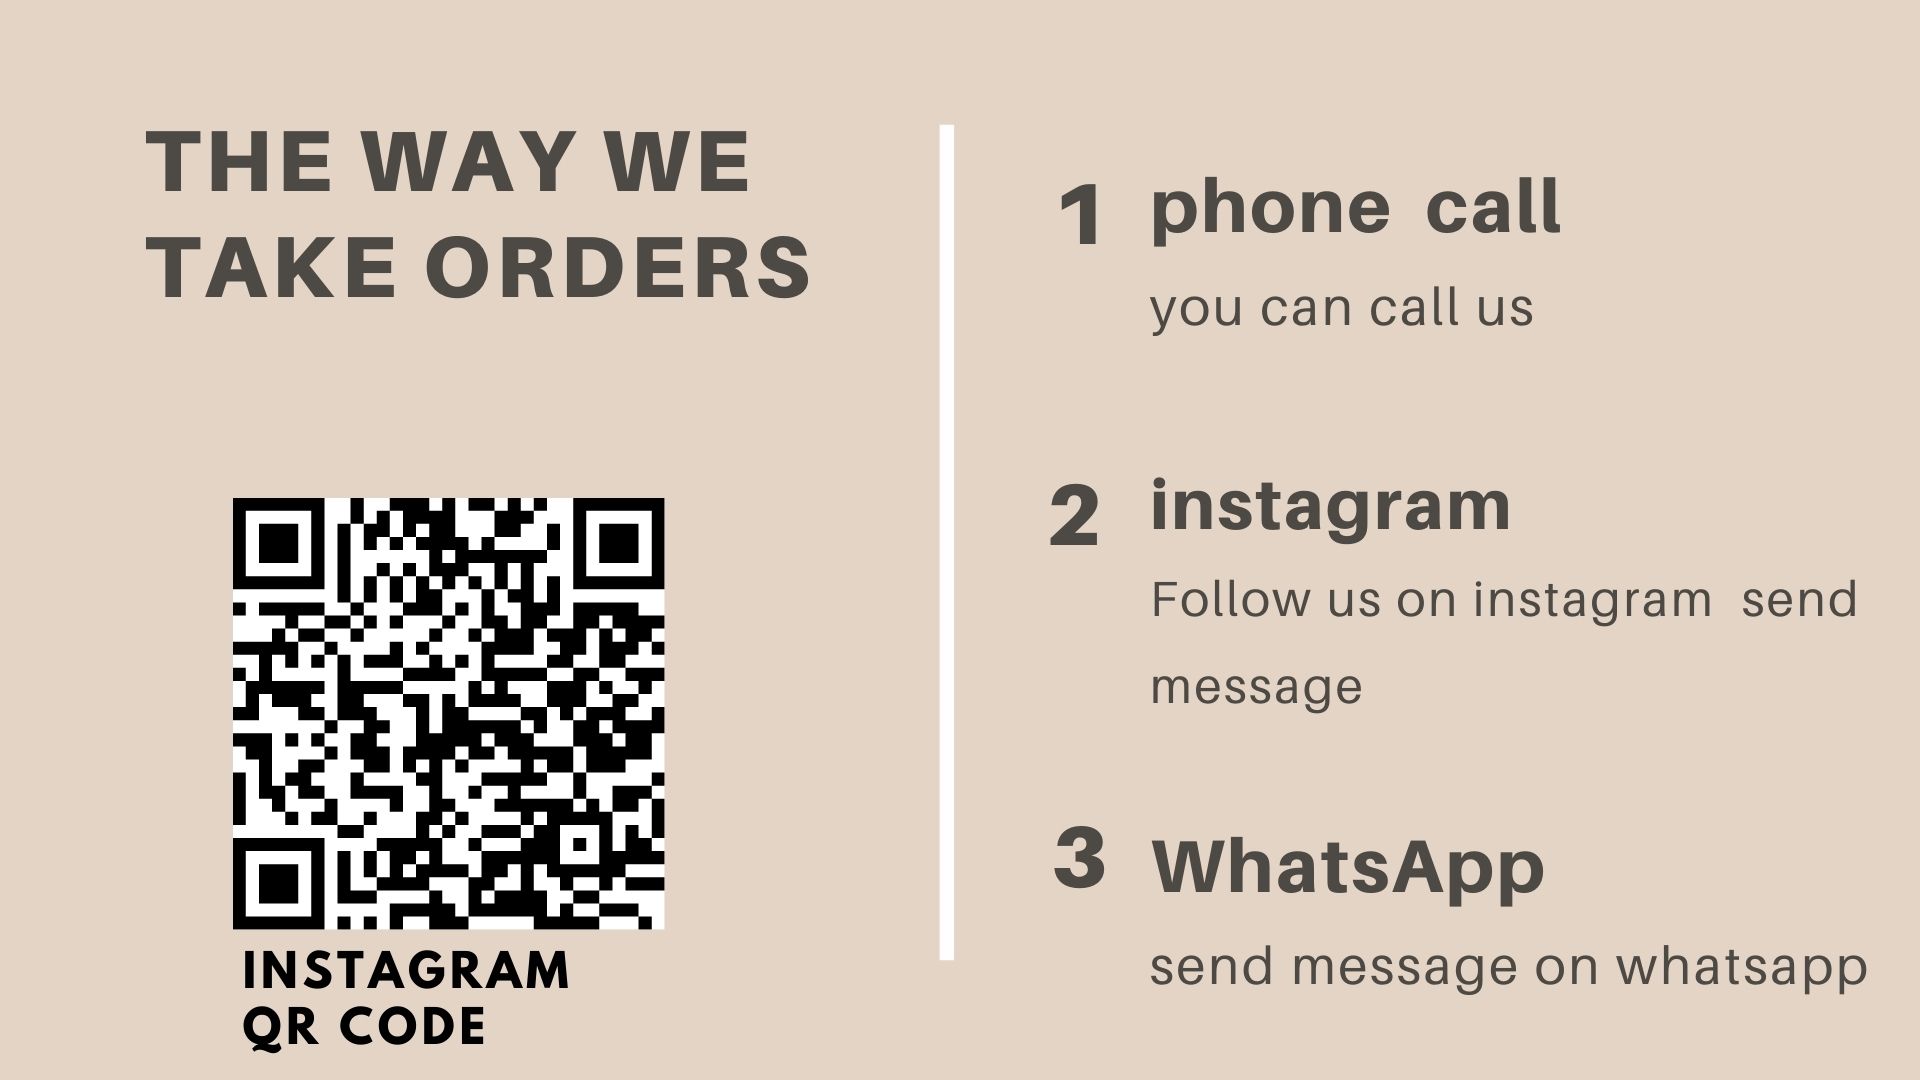 THE WAY WE
TAKE ORDERS
INSTAGRAM
QR CODE
1 phone call
you can call us
2 instagram
Follow us on instagram send
message
3 WhatsApp
send message on whatsapp